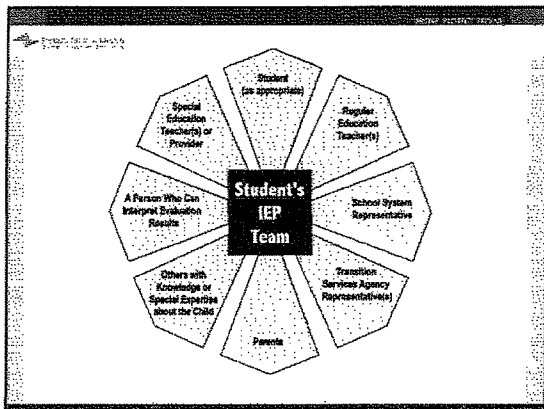 Student
(as appropriate)
Regular
Education
Teacher(s)
School System
Representative
Transition
Services Agency
Representative(s)
Parents
Others with
Knowledge or
Special Expertise
about the Child
A Person Who Can
Interpret Evaluation
Results
Special
Education
Teacher(s) or
Provider
Student's
IEP
Team